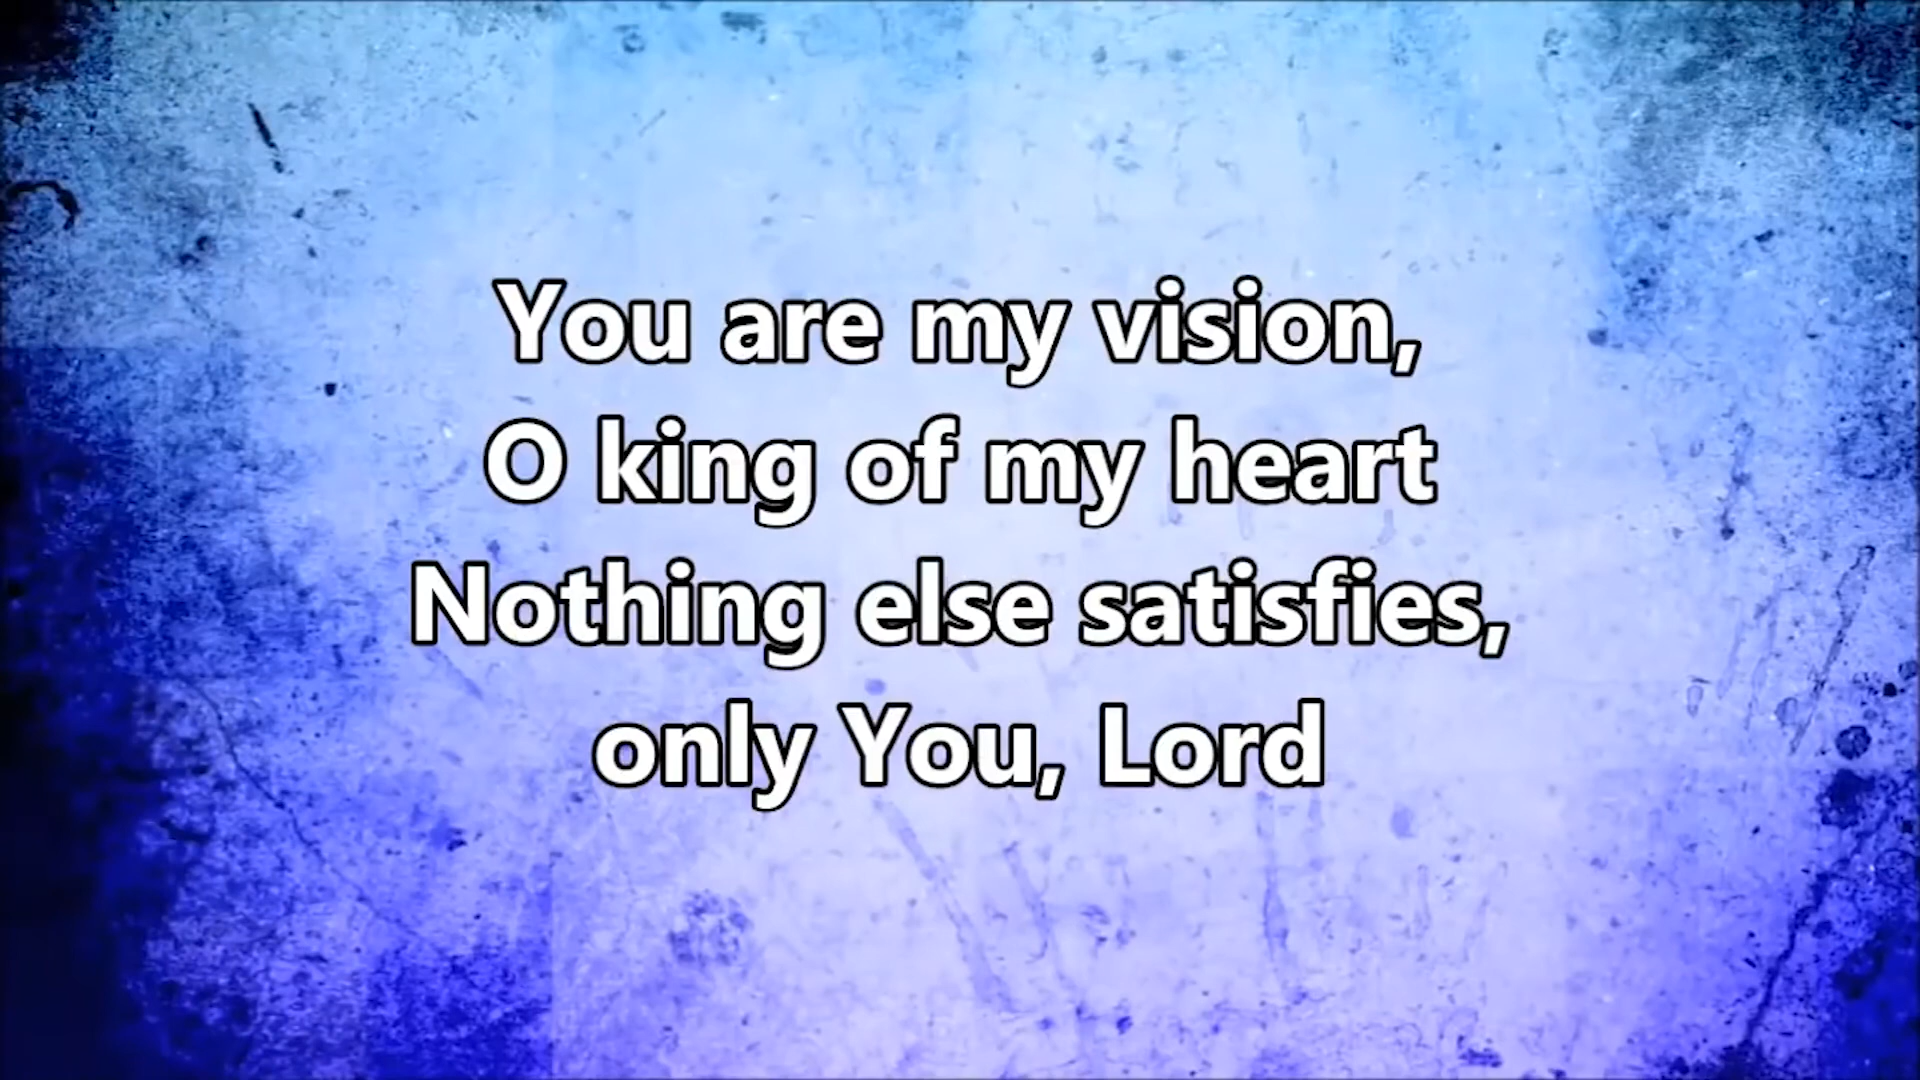 You are my vision,
O king of my heart
Nothing else satisfies,
only You, Lord